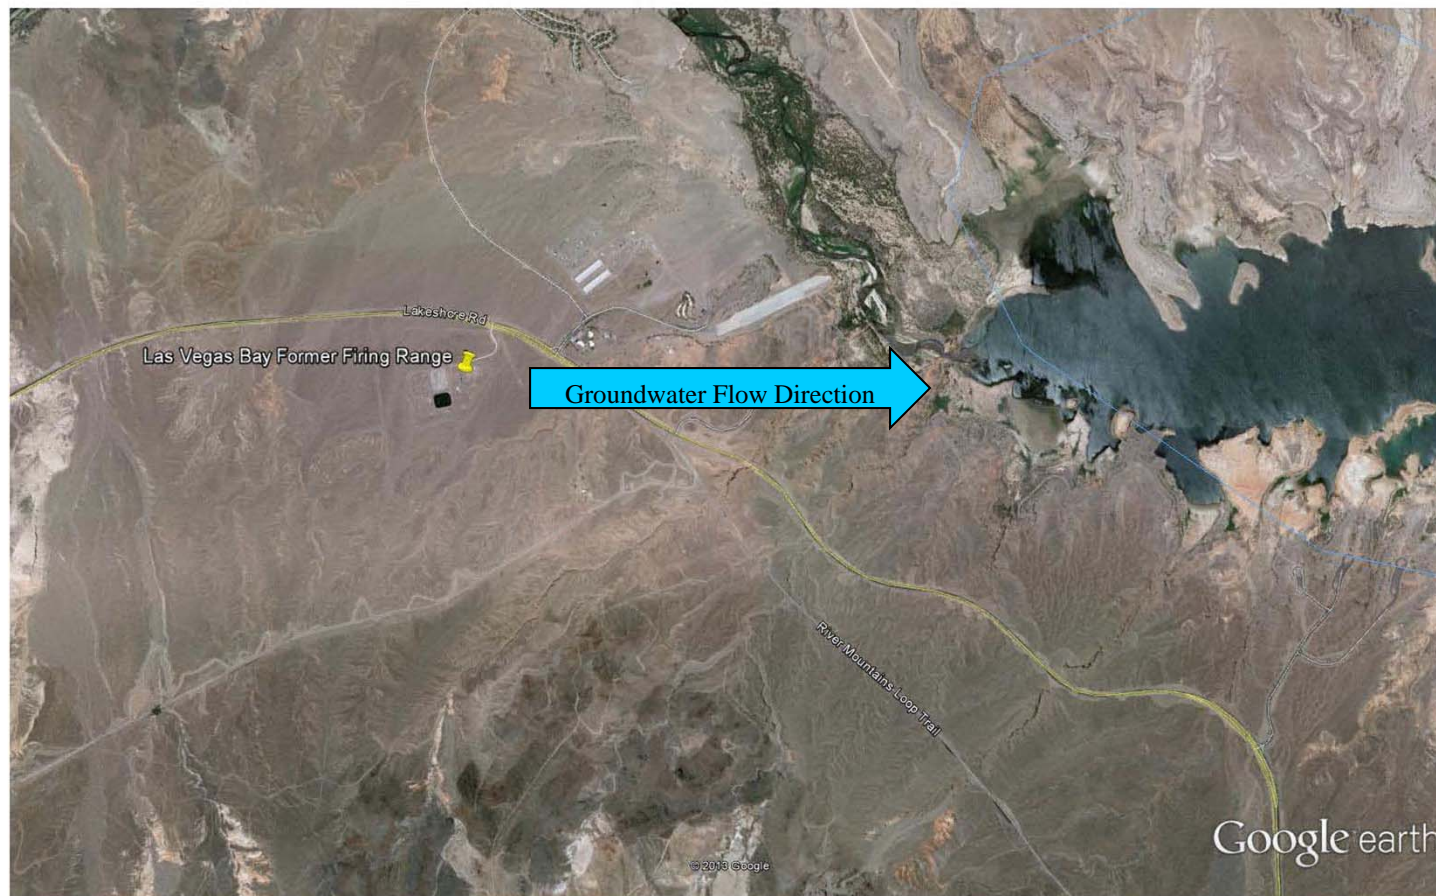 Lakeshore Rd
Las Vegas Bay Former Firing Range
Groundwater Flow Direction
River Mountains Loop Trail
Google earth
© 2013 Google